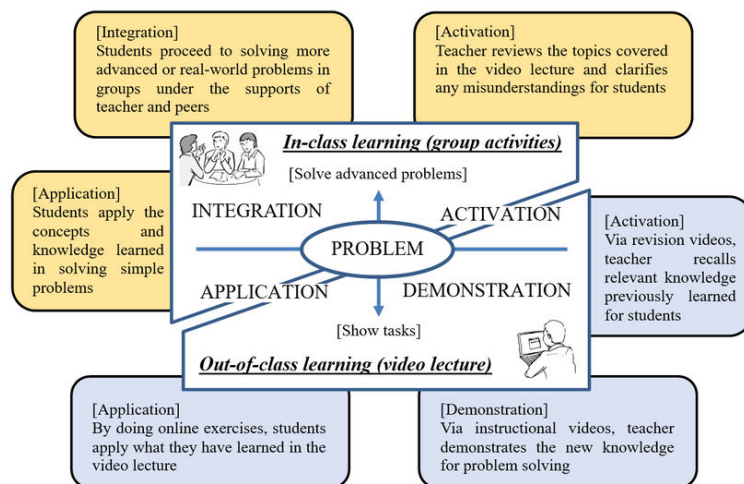 [Integration]
Students proceed to solving more
advanced or real-world problems in
groups under the supports of
teacher and peers
[Activation]
Teacher reviews the topics covered
in the video lecture and clarifies
any misunderstandings for students
In-class learning (group activities)
[Solve advanced problems]
INTEGRATION
ACTIVATION
PROBLEM
APPLICATION
DEMONSTRATION
[Show tasks]
Out-of-class learning (video lecture)
[Application]
Students apply the
concepts and
knowledge learned
in solving simple
problems
[Activation]
Via revision videos,
teacher recalls
relevant knowledge
previously learned
for students
[Application]
By doing online exercises, students
apply what they have learned in the
video lecture
[Demonstration]
Via instructional videos, teacher
demonstrates the new knowledge
for problem solving